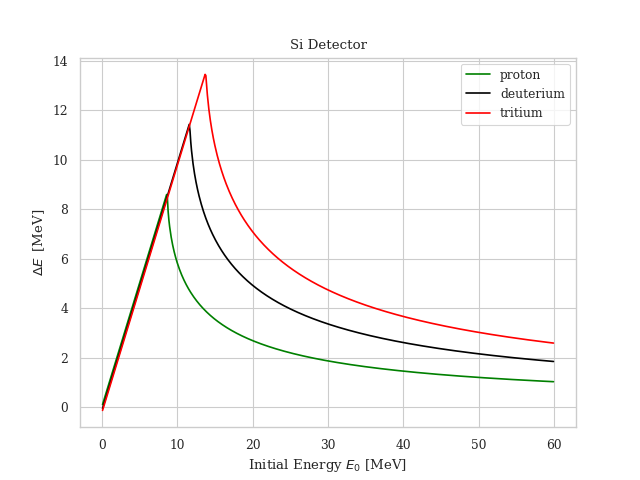 Si Detector
proton
deuterium
tritium
ΔE [MeV]
14
12
10
8
6
4
2
0
0 10 20 30 40 50 60
Initial Energy E₀ [MeV]